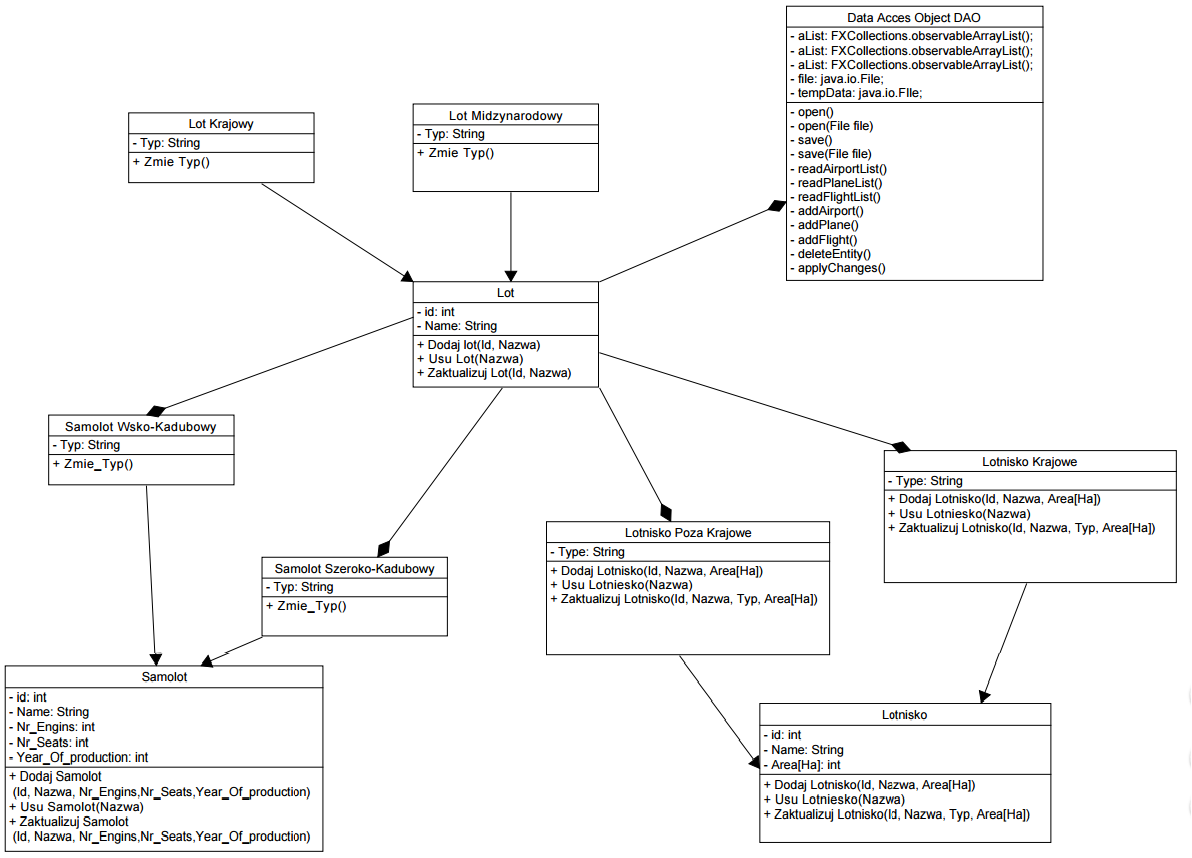 Data Acces Object DAO
- aList: FXCollections.observableArrayList();
- aList: FXCollections.observableArrayList();
- aList: FXCollections.observableArrayList();
- file: java.io.File;
- tempData: java.io.FIle;
- open()
- open(File file)
- save()
- save(File file)
- readAirportList()
- readPlaneList()
- readFlightList()
- addAirport()
- addPlane()
- addFlight()
- deleteEntity()
- applyChanges()
Lot Krajowy
- Typ: String
+ Zmie Typ()
Lot Midzynarodowy
- Typ: String
+ Zmie Typ()
Lot
- id: int
- Name: String
+ Dodaj lot(Id, Nazwa)
+ Usu Lot(Nazwa)
+ Zaktualizuj Lot(Id, Nazwa)
Samolot Wsko-Kadubowy
- Typ: String
+ Zmie_Typ()
Samolot Szeroko-Kadubowy
- Typ: String
+ Zmie_Typ()
Lotnisko Poza Krajowe
- Type: String
+ Dodaj Lotnisko(Id, Nazwa, Area[Ha])
+ Usu Lotniesko(Nazwa)
+ Zaktualizuj Lotnisko(Id, Nazwa, Typ, Area[Ha])
Lotnisko Krajowe
- Type: String
+ Dodaj Lotnisko(Id, Nazwa, Area[Ha])
+ Usu Lotniesko(Nazwa)
+ Zaktualizuj Lotnisko(Id, Nazwa, Typ, Area[Ha])
Samolot
- id: int
- Name: String
- Nr_Engins: int
- Nr_Seats: int
- Year_Of_production: int
+ Dodaj Samolot
(Id, Nazwa, Nr_Engins,Nr_Seats,Year_Of_production)
+ Usu Samolot(Nazwa)
+ Zaktualizuj Samolot
(Id, Nazwa, Nr_Engins,Nr_Seats,Year_Of_production)
Lotnisko
- id: int
- Name: String
- Area[Ha]: int
+ Dodaj Lotnisko(Id, Nazwa, Area[Ha])
+ Usu Lotniesko(Nazwa)
+ Zaktualizuj Lotnisko(Id, Nazwa, Typ, Area[Ha])